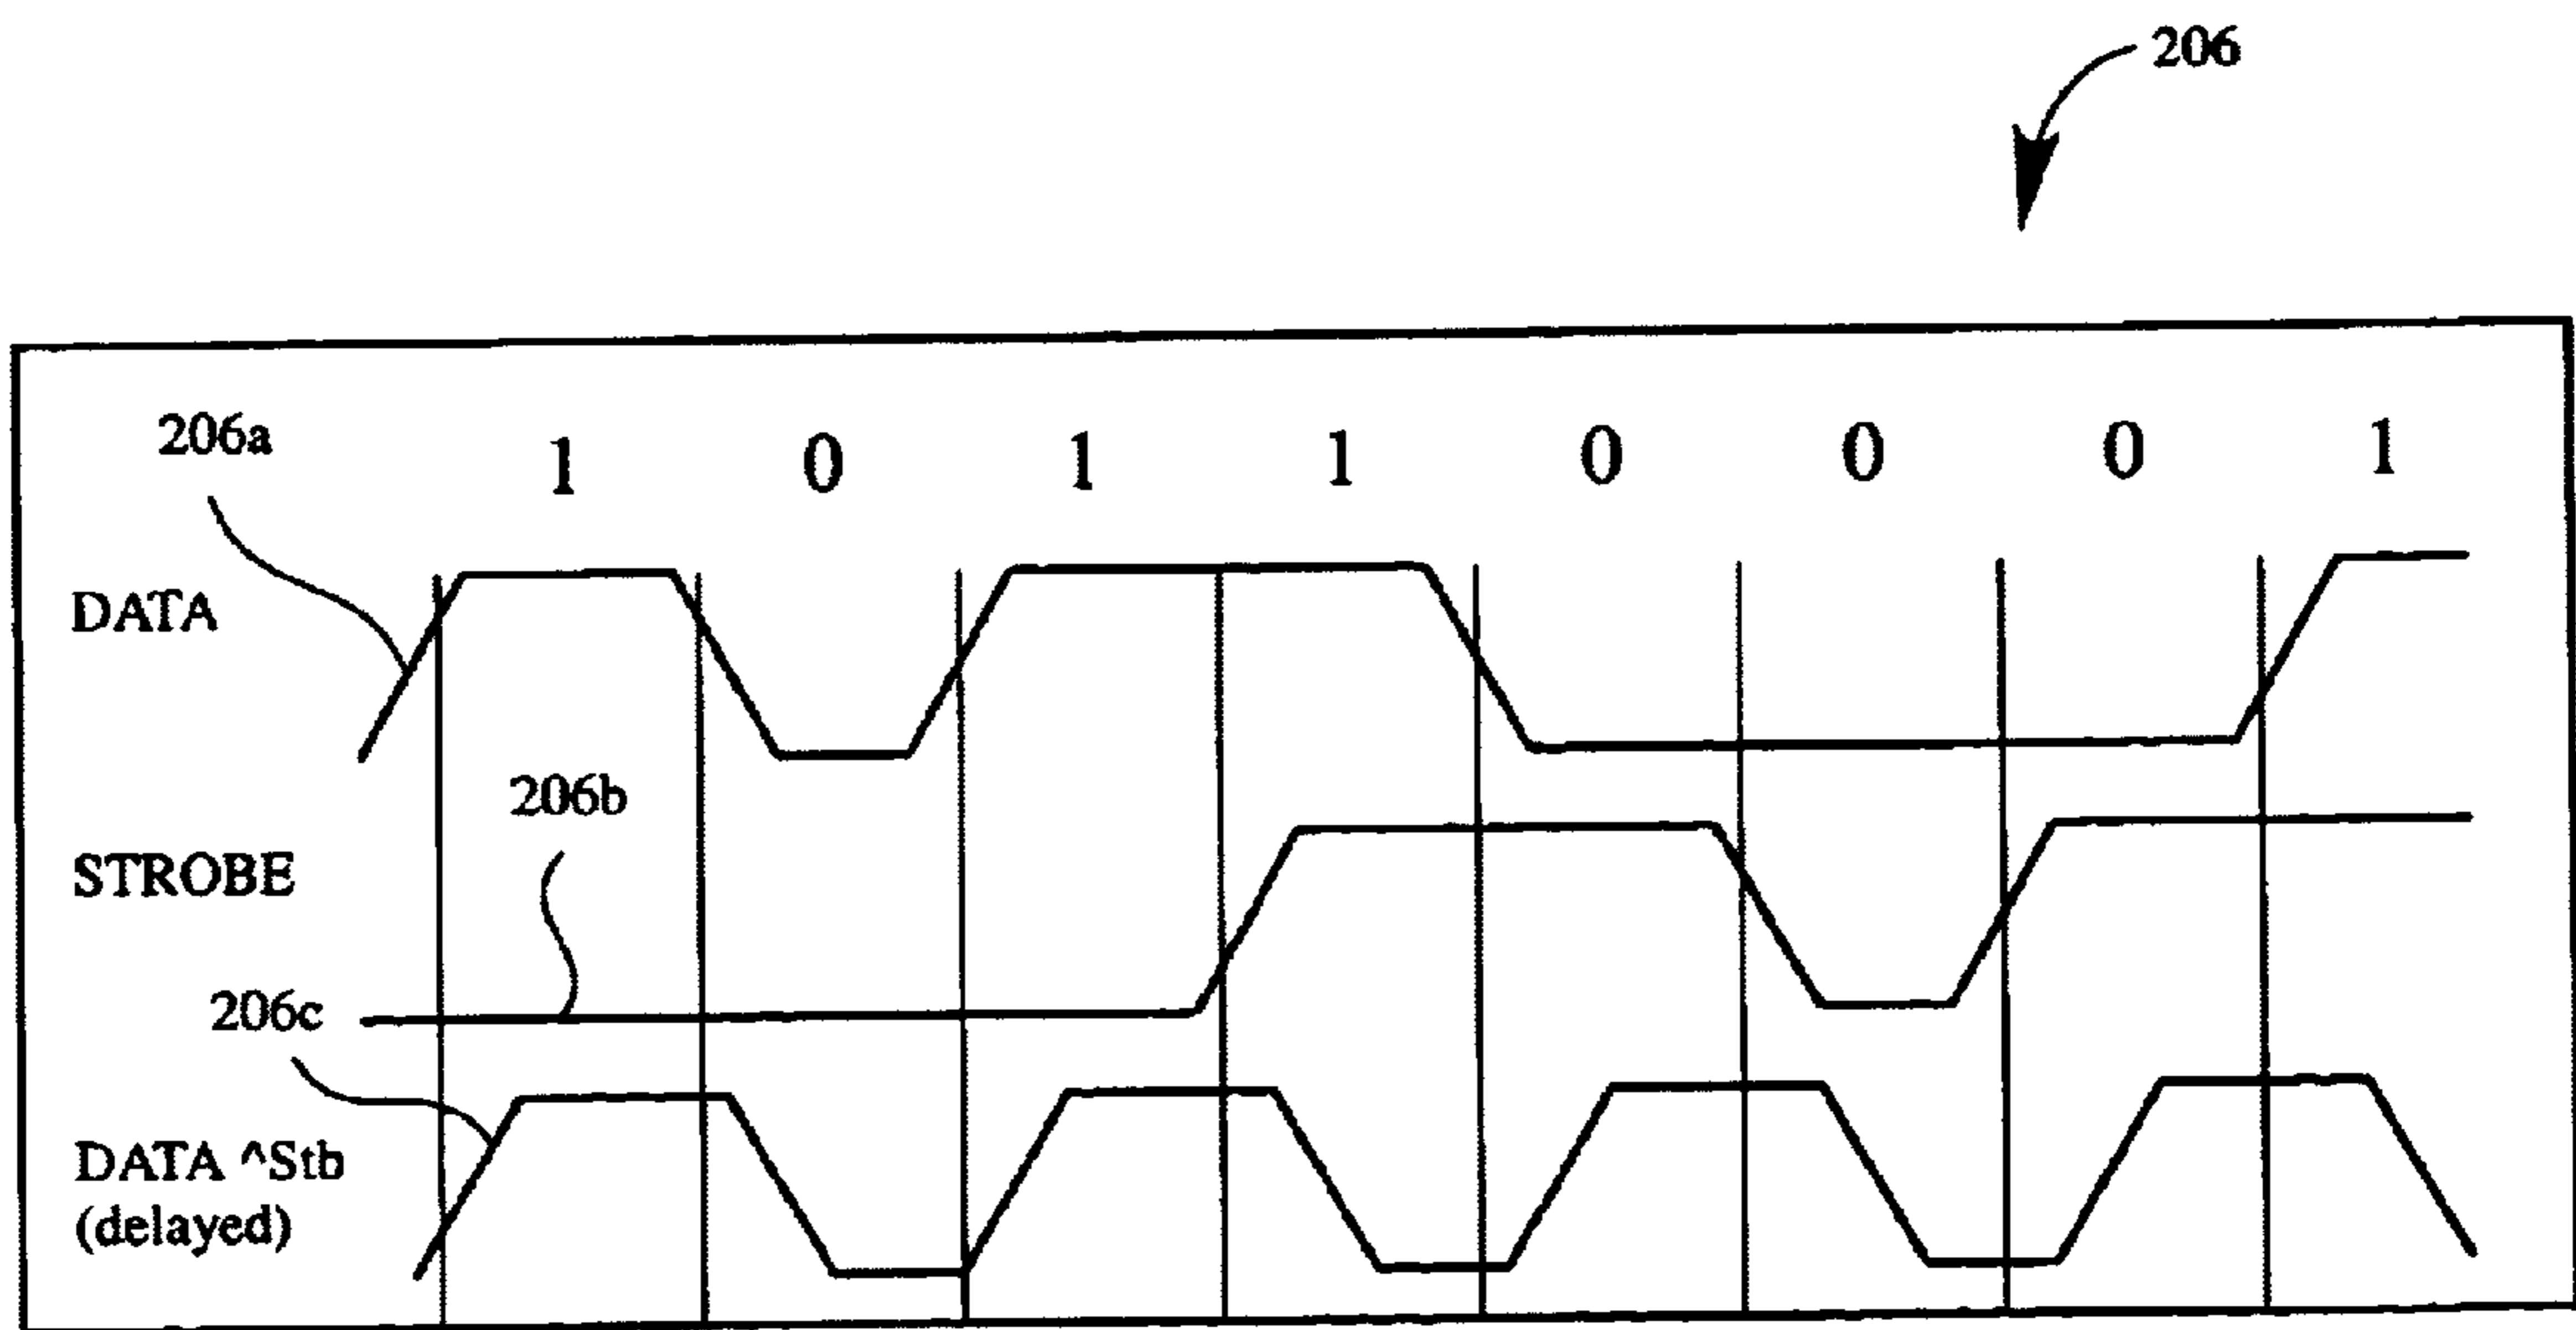 206
206a
1 0 1 1 0 0 0 1
DATA
206b
STROBE
206c
DATA ^Stb
(delayed)